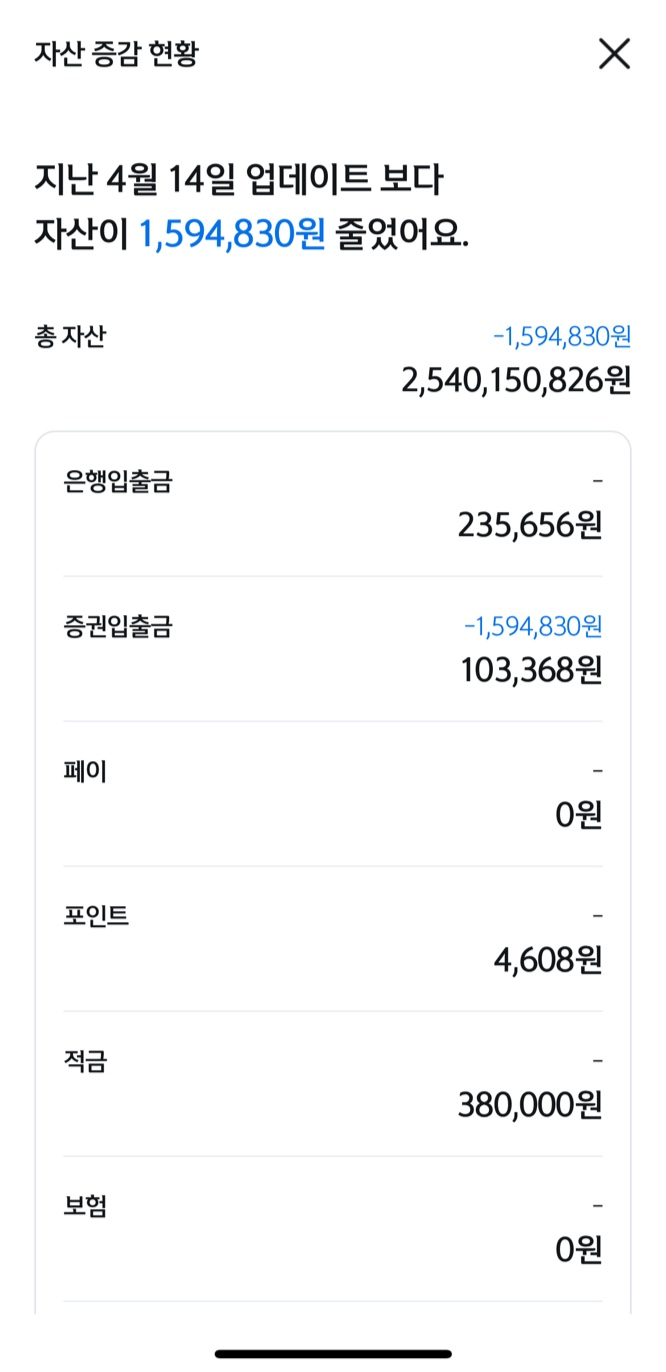 자산 증감 현황
지난 4월 14일 업데이트 보다
자산이 1,594,830원 줄었어요.
총 자산
-1,594,830원
2,540,150,826원
은행입출금
-
235,656원
증권입출금
-1,594,830원
103,368원
페이
-
0원
포인트
-
4,608원
적금
-
380,000원
보험
-
0원